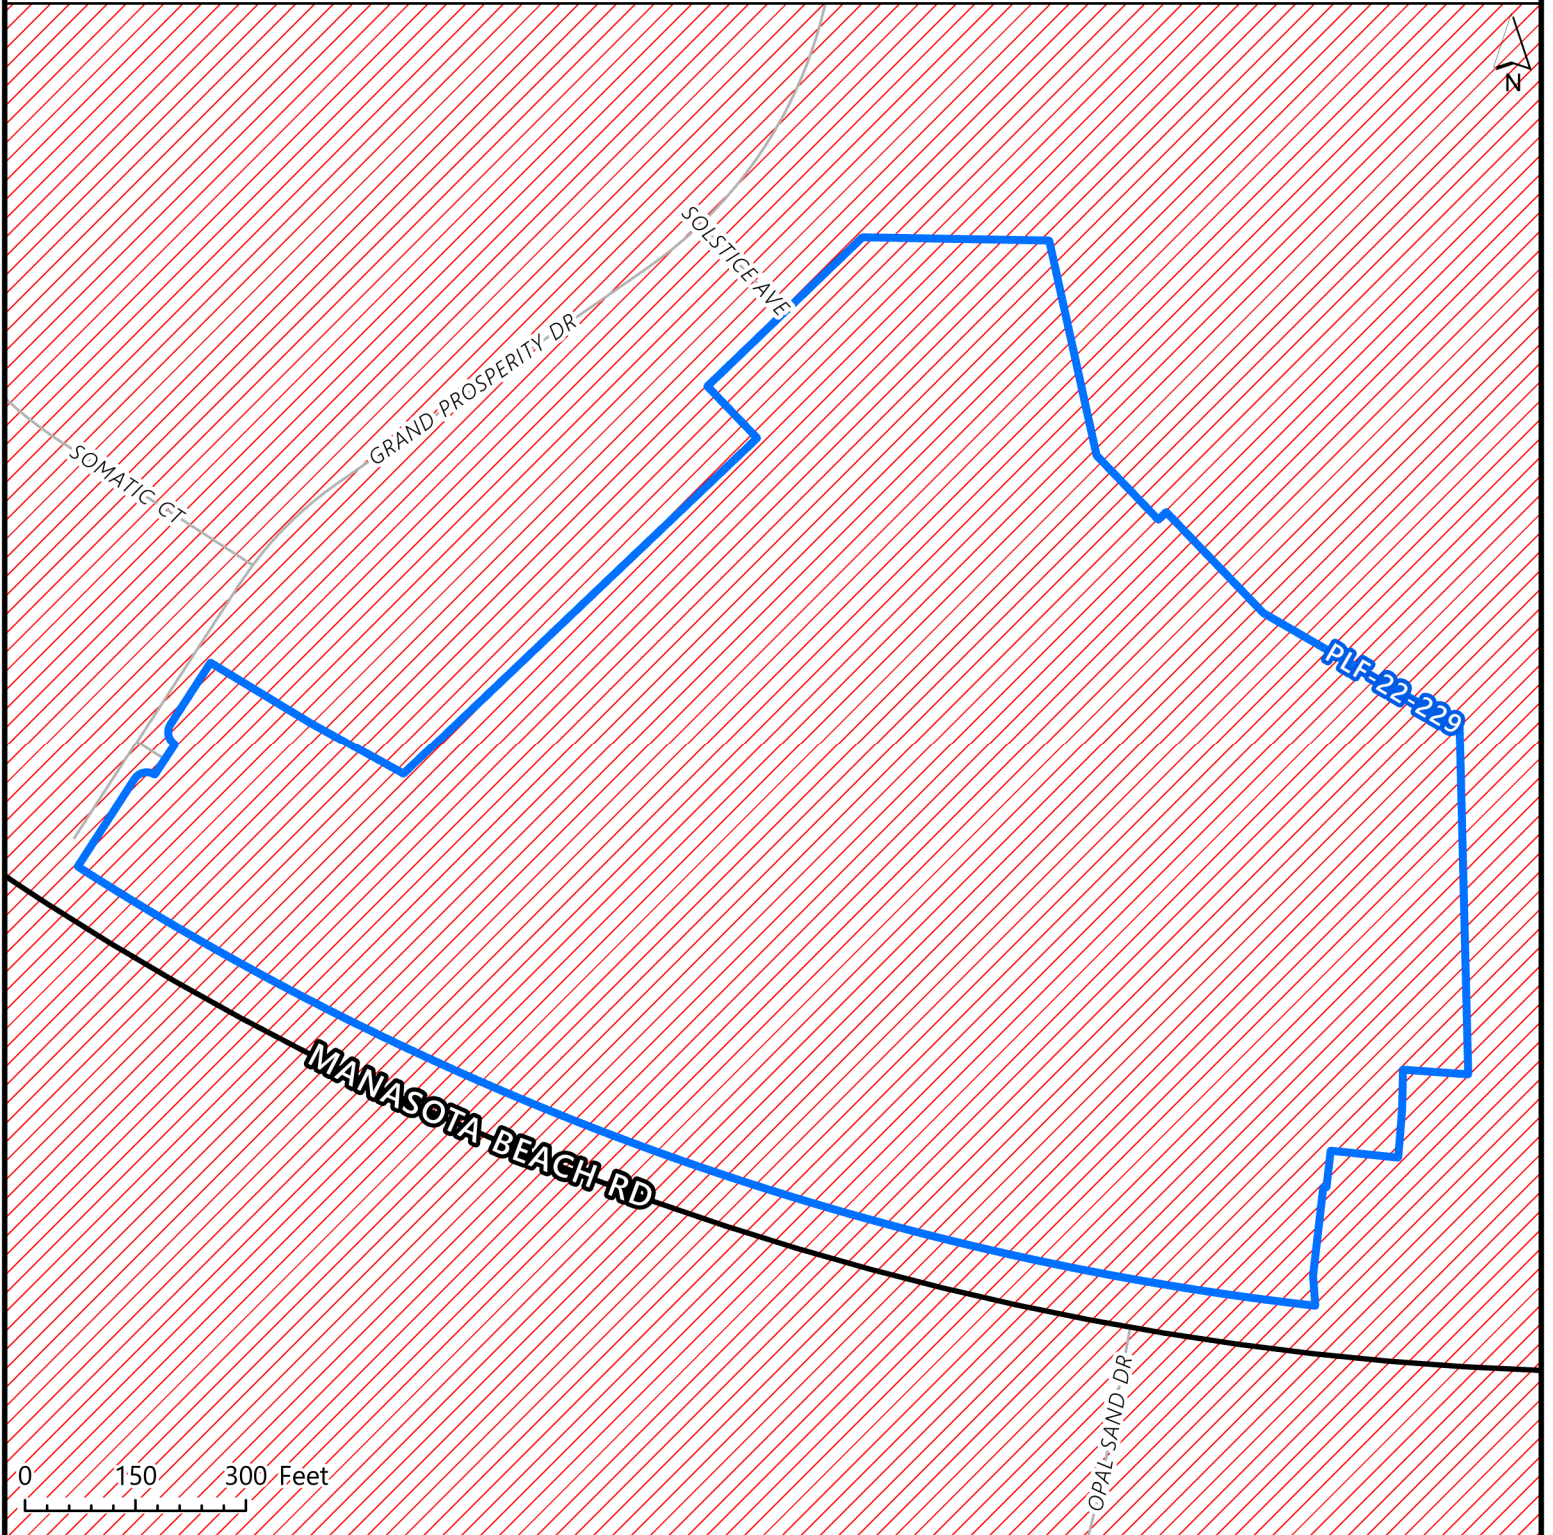 N
SOLSTICE AVE
GRAND PROSPERITY DR
SOMATIC CT
PLF-22-229
MANASOTA BEACH RD
OPAL SAND DR
0 150 300 Feet